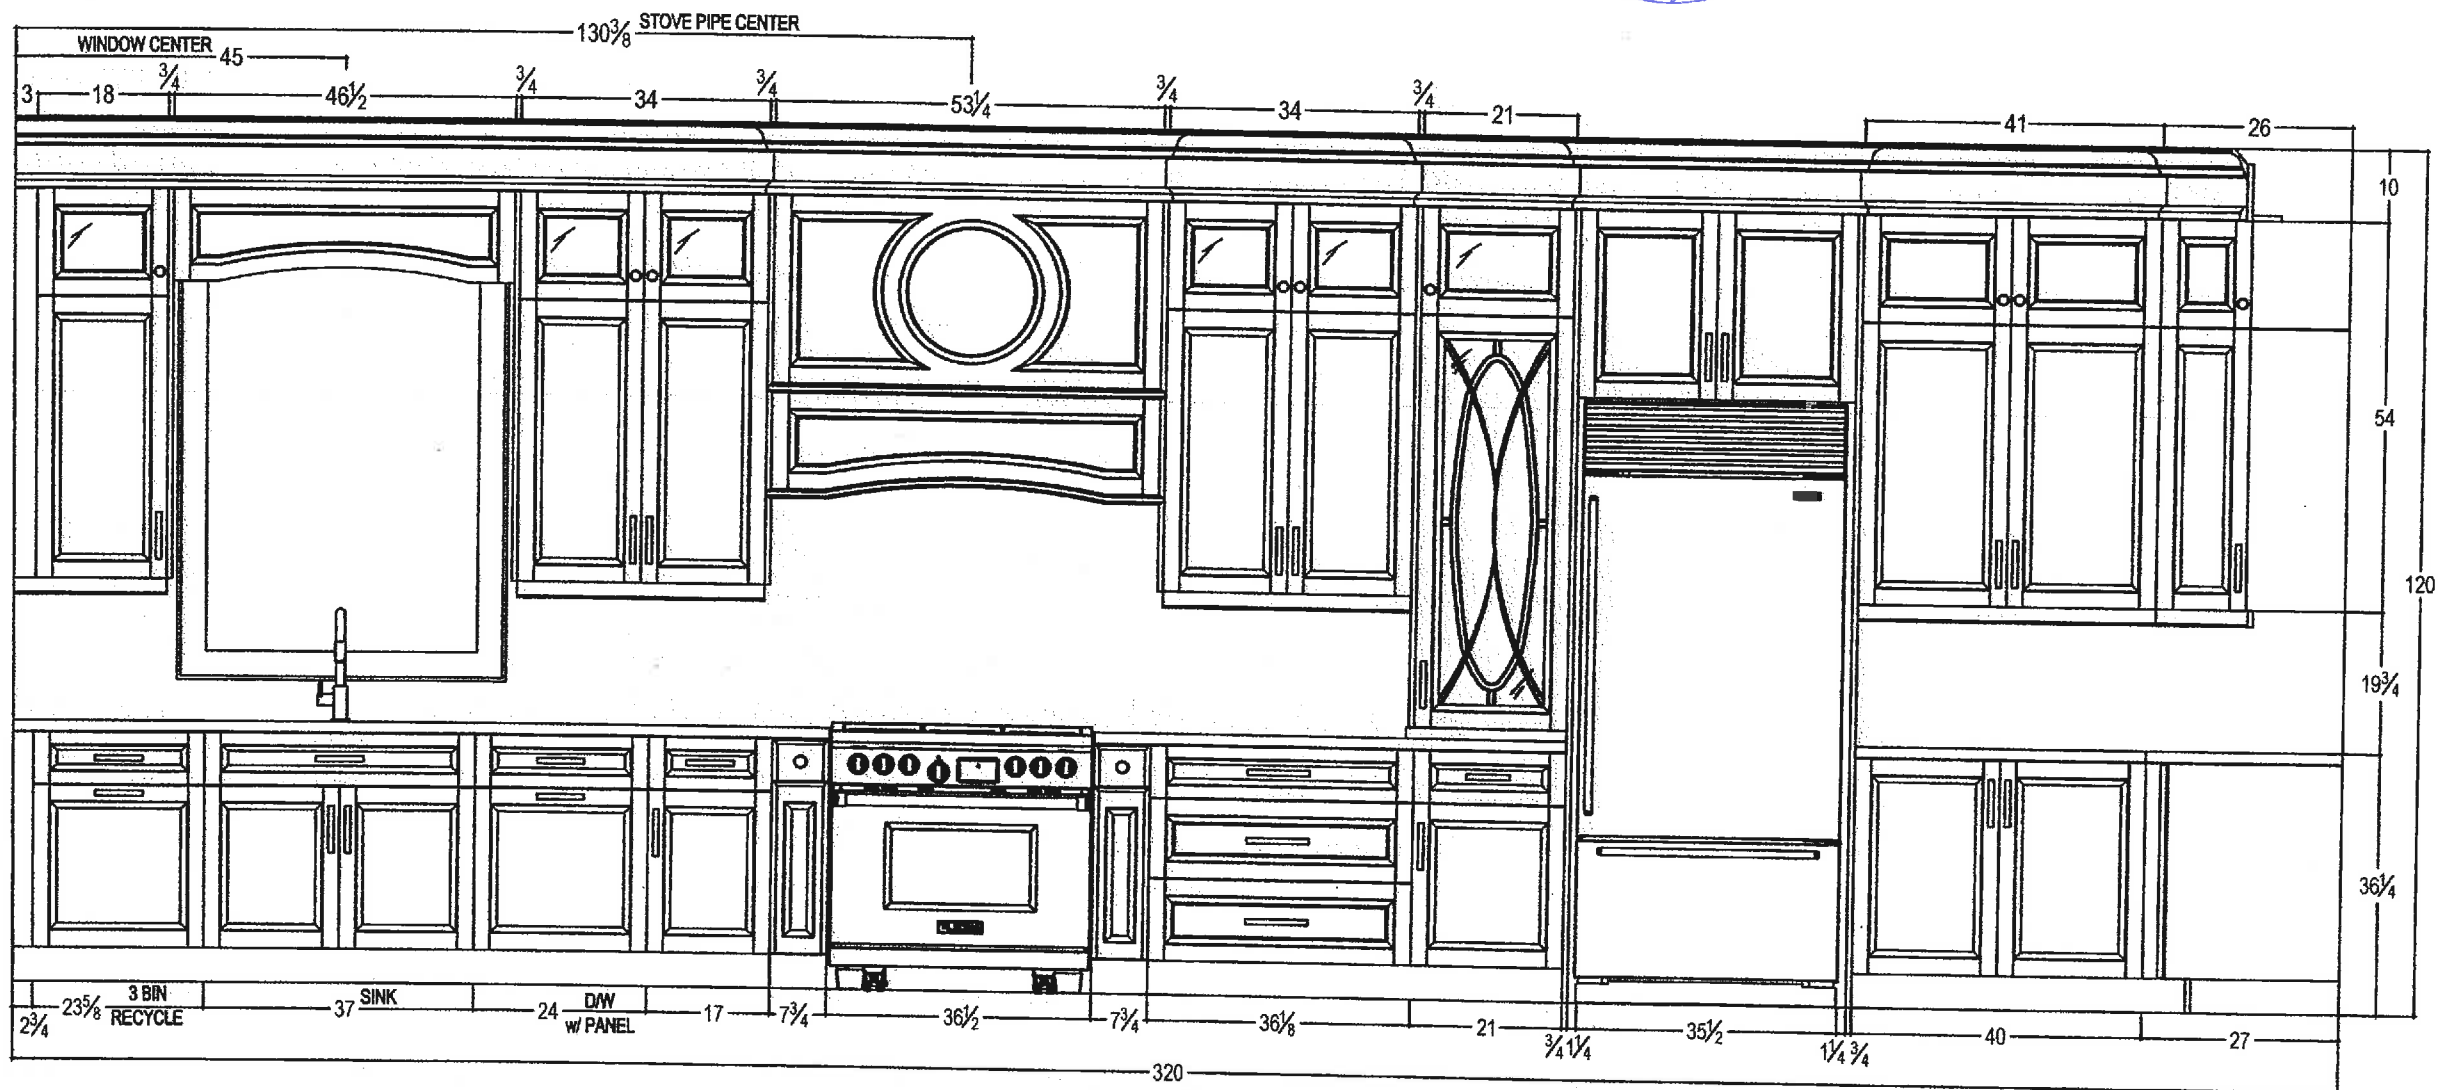 STOVE PIPE CENTER
130⅜
WINDOW CENTER
45
3 18 ¾ 46½ ¾ 34 ¾ 53¼ ¾ 34 ¾ 21 41 26
10
54
120
19¾
36¼
2¾ 23⅝ 3 BIN RECYCLE 37 SINK 24 D/W w/ PANEL 17 7¾ 36½ 7¾ 36⅛ 21 ¾ 1¼ 35½ 1¼ ¾ 40 27
320